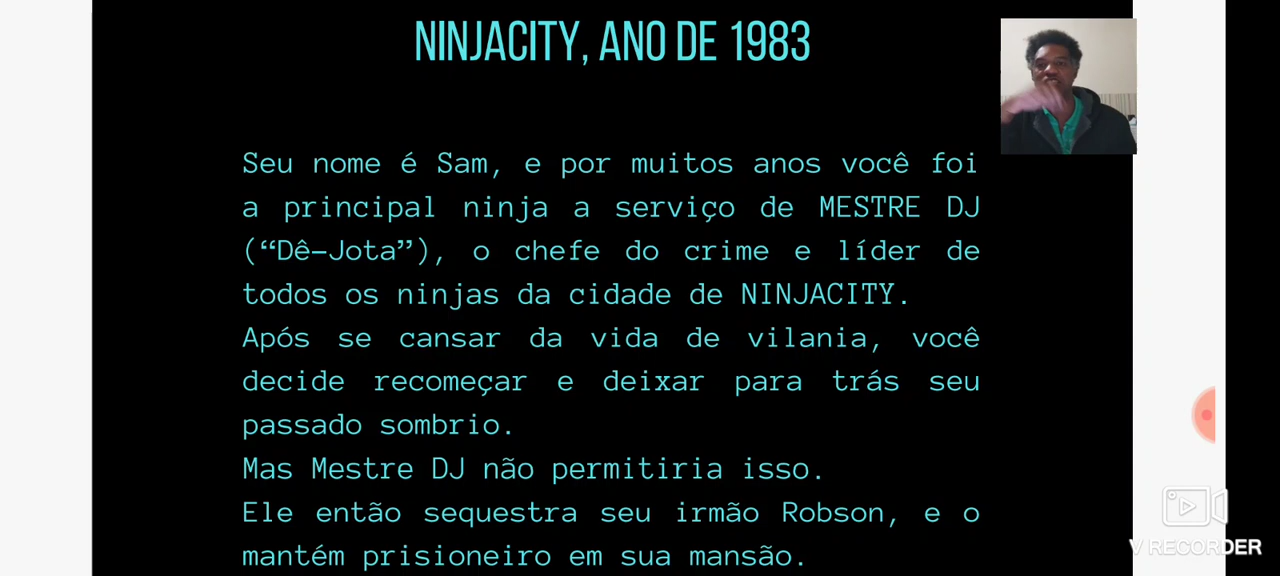 NINJACITY, ANO DE 1983
Seu nome é Sam, e por muitos anos você foi
a principal ninja a serviço de MESTRE DJ
(“Dê-Jota”), o chefe do crime e líder de
todos os ninjas da cidade de NINJACITY.
Após se cansar da vida de vilania, você
decide recomeçar e deixar para trás seu
passado sombrio.
Mas Mestre DJ não permitiria isso.
Ele então sequestra seu irmão Robson, e o
mantém prisioneiro em sua mansão.
V RECORDER